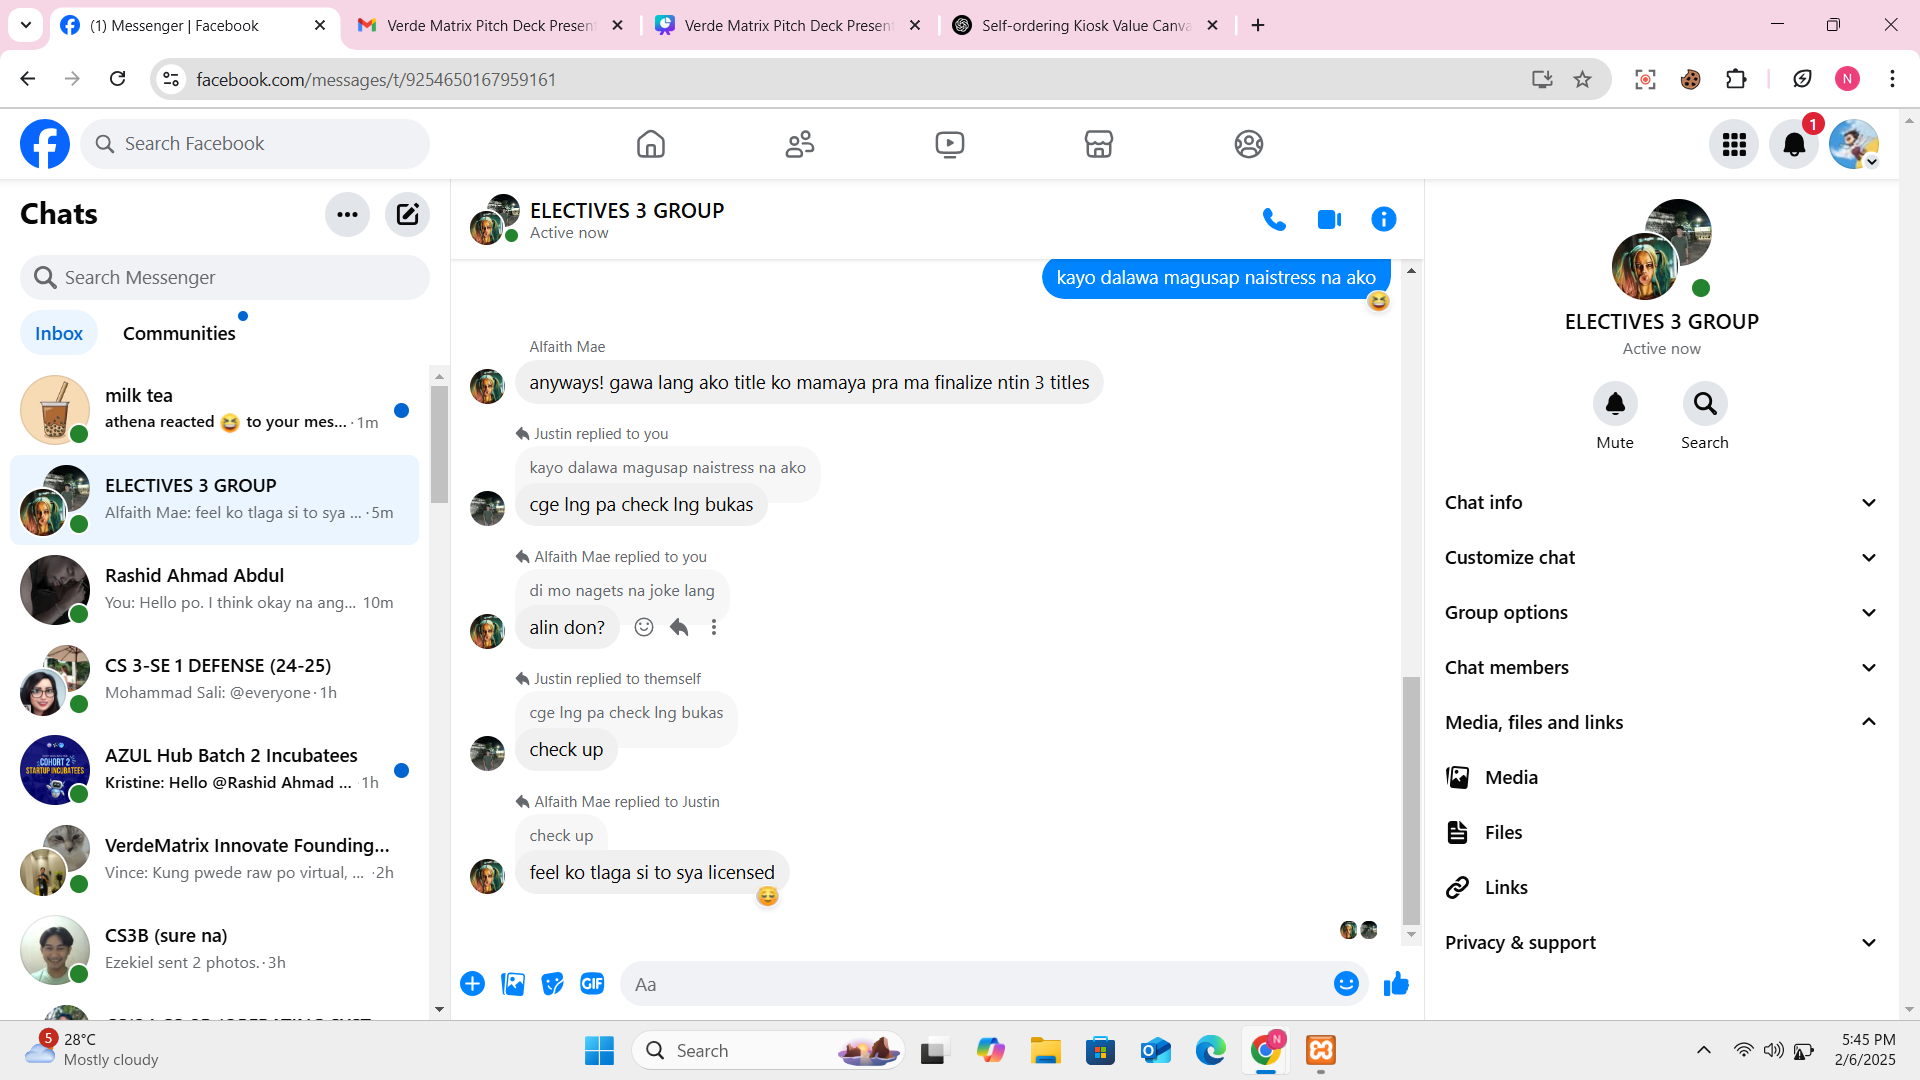 (1) Messenger | Facebook
Verde Matrix Pitch Deck Present
Verde Matrix Pitch Deck Present
Self-ordering Kiosk Value Canva
facebook.com/messages/t/9254650167959161
N
Search Facebook
1
Chats
Search Messenger
Inbox
Communities
milk tea
athena reacted 😆 to your mes... · 1m
ELECTIVES 3 GROUP
Alfaith Mae: feel ko tlaga si to sya ... · 5m
Rashid Ahmad Abdul
You: Hello po. I think okay na ang... 10m
CS 3-SE 1 DEFENSE (24-25)
Mohammad Sali: @everyone · 1h
AZUL Hub Batch 2 Incubatees
Kristine: Hello @Rashid Ahmad ... 1h
VerdeMatrix Innovate Founding...
Vince: Kung pwede raw po virtual, ... · 2h
CS3B (sure na)
Ezekiel sent 2 photos. · 3h
COHORT 2
STARTUP INCUBATEES
ELECTIVES 3 GROUP
Active now
kayo dalawa magusap naistress na ako
😆
Alfaith Mae
anyways! gawa lang ako title ko mamaya pra ma finalize ntin 3 titles
Justin replied to you
kayo dalawa magusap naistress na ako
cge lng pa check lng bukas
Alfaith Mae replied to you
di mo nagets na joke lang
alin don?
Justin replied to themself
cge lng pa check lng bukas
check up
Alfaith Mae replied to Justin
check up
feel ko tlaga si to sya licensed
GIF
Aa
ELECTIVES 3 GROUP
Active now
Mute
Search
Chat info
Customize chat
Group options
Chat members
Media, files and links
Media
Files
Links
Privacy & support
5
28°C
Mostly cloudy
Search
N
5:45 PM
2/6/2025